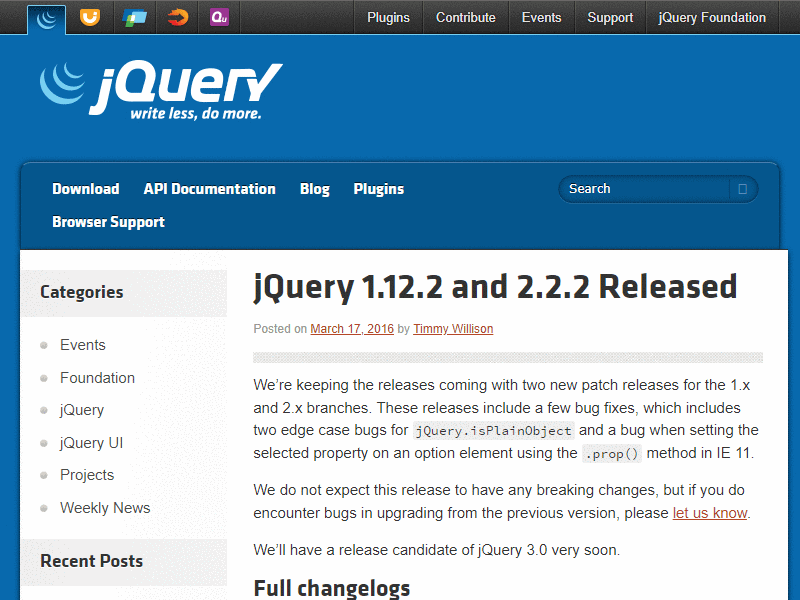 Plugins Contribute Events Support jQuery Foundation
Qu
jQuery
write less, do more.
Download API Documentation Blog Plugins
Search
Browser Support
Categories
Events
Foundation
jQuery
jQuery UI
Projects
Weekly News
Recent Posts
jQuery 1.12.2 and 2.2.2 Released
Posted on March 17, 2016 by Timmy Willison
We’re keeping the releases coming with two new patch releases for the 1.x
and 2.x branches. These releases include a few bug fixes, which includes
two edge case bugs for jQuery.isPlainObject and a bug when setting the
selected property on an option element using the .prop() method in IE 11.
We do not expect this release to have any breaking changes, but if you do
encounter bugs in upgrading from the previous version, please let us know.
We’ll have a release candidate of jQuery 3.0 very soon.
Full changelogs